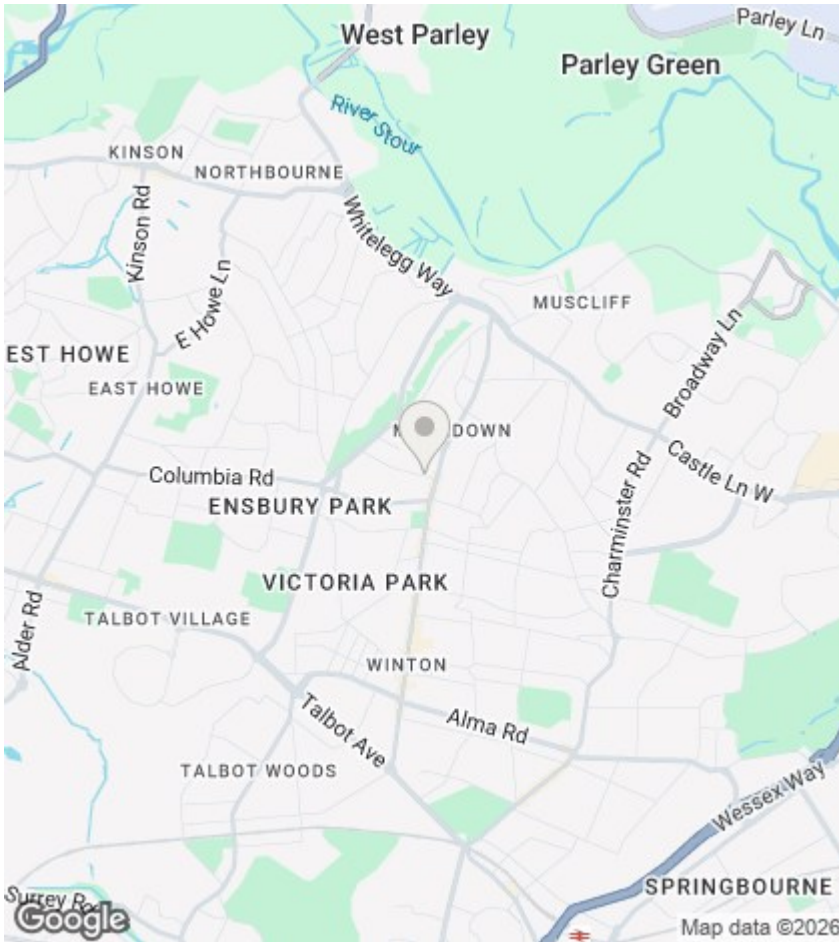 Parley Ln
West Parley
Parley Green
River Stour
KINSON
NORTHBOURNE
Kinson Rd
Whitelegg Way
E Howe Ln
MUSCLIFF
Broadway Ln
EST HOWE
EAST HOWE
DOWN
Castle Ln W
Columbia Rd
ENSBURY PARK
Charminster Rd
VICTORIA PARK
Alder Rd
TALBOT VILLAGE
WINTON
Talbot Ave
Alma Rd
TALBOT WOODS
Wessex Way
SPRINGBOURNE
Surrey Rd
Google
Map data ©2026